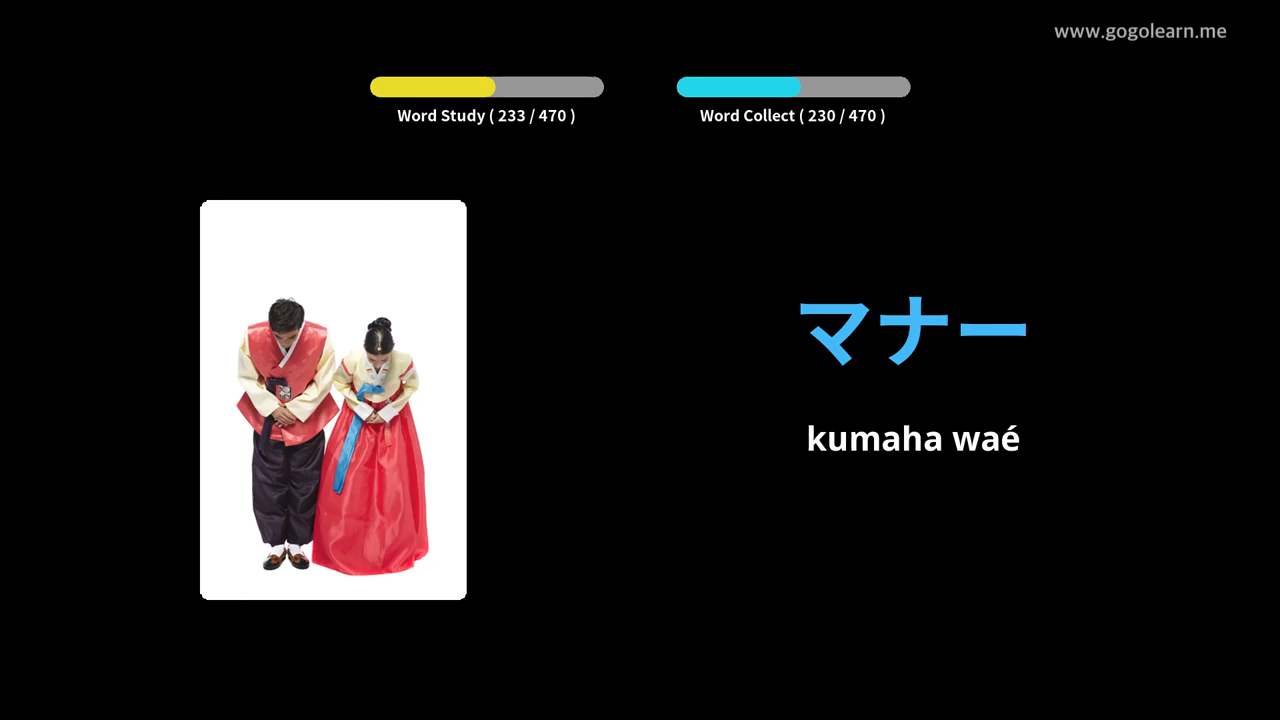 www.gogolearn.me
Word Study ( 233 / 470 )
Word Collect ( 230 / 470 )
マナー
kumaha waé